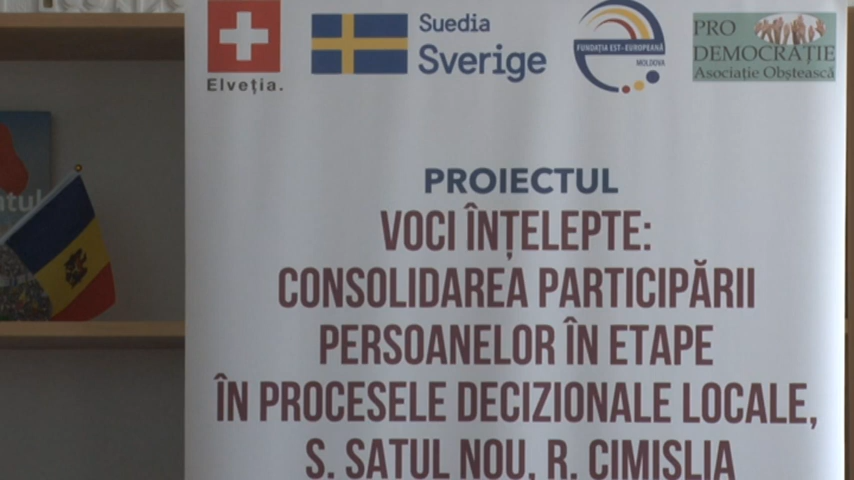 Elveția.
Suedia
Sverige
FUNDAȚIA EST-EUROPEANĂ
MOLDOVA
PRO
DEMOCRAȚIE
Asociație Obștească
PROIECTUL
VOCI ÎNȚELEPTE:
CONSOLIDAREA PARTICIPĂRII
PERSOANELOR ÎN ETAPE
ÎN PROCESELE DECIZIONALE LOCALE,
S. SATUL NOU, R. CIMISLIA